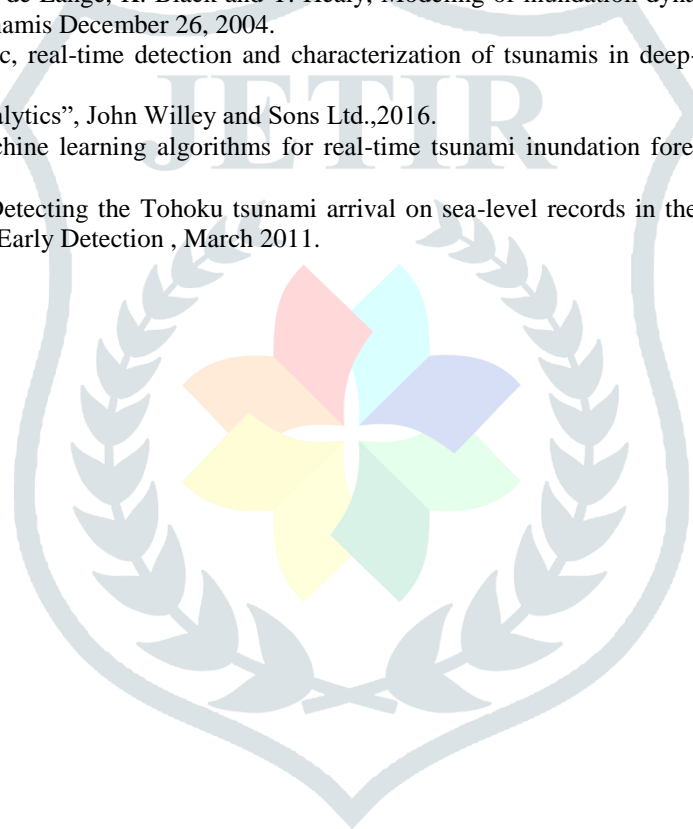 de Lange, K. Black and T. Healy, Modeling of inundation dyna
namis December 26, 2004.
c, real-time detection and characterization of tsunamis in deep-
alytics”, John Willey and Sons Ltd.,2016.
chine learning algorithms for real-time tsunami inundation fore
Detecting the Tohoku tsunami arrival on sea-level records in the
Early Detection , March 2011.
JETIR